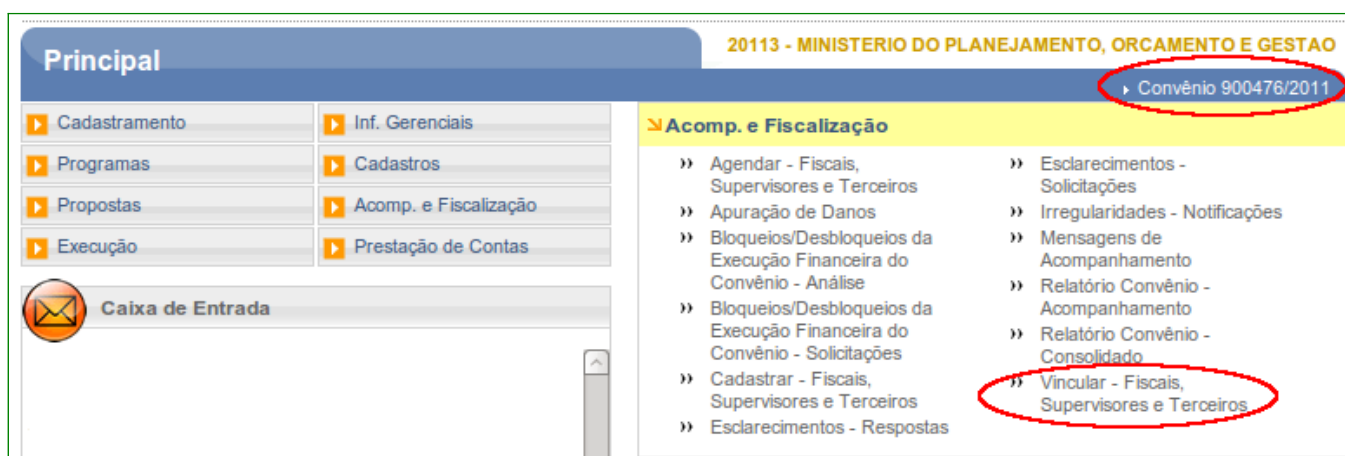 Principal
20113 - MINISTERIO DO PLANEJAMENTO, ORCAMENTO E GESTAO
Convênio 900476/2011
Cadastramento
Inf. Gerenciais
Programas
Cadastros
Propostas
Acomp. e Fiscalização
Execução
Prestação de Contas
Caixa de Entrada
Acomp. e Fiscalização
Agendar - Fiscais,
Supervisores e Terceiros
Apuração de Danos
Bloqueios/Desbloqueios da
Execução Financeira do
Convênio - Análise
Bloqueios/Desbloqueios da
Execução Financeira do
Convênio - Solicitações
Cadastrar - Fiscais,
Supervisores e Terceiros
Esclarecimentos - Respostas
Esclarecimentos -
Solicitações
Irregularidades - Notificações
Mensagens de
Acompanhamento
Relatório Convênio -
Acompanhamento
Relatório Convênio -
Consolidado
Vincular - Fiscais,
Supervisores e Terceiros